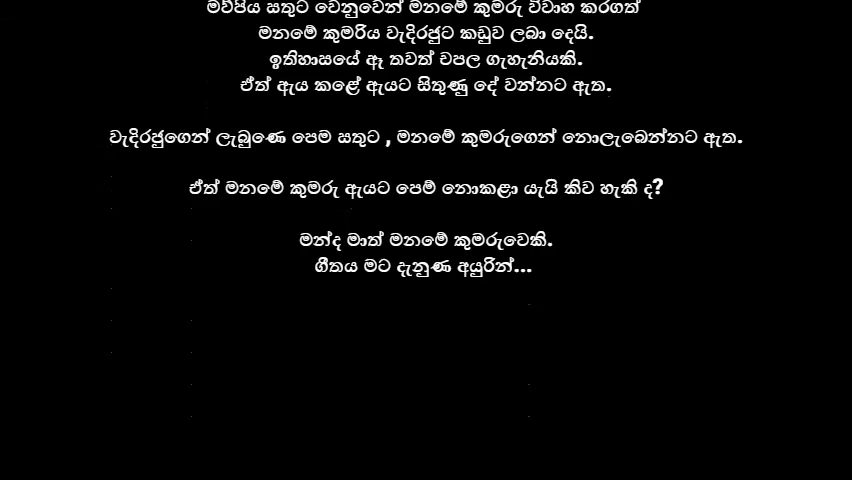 මව්පිය සතුට වෙනුවෙන් මනමේ කුමරු විවාහ කරගත්
මනමේ කුමරිය වැදිරජුට කඩුව ලබා දෙයි.
ඉතිහාසයේ ඈ තවත් චපල ගැහැනියකි.
ඒත් ඇය කළේ ඇයට සිතුණු දේ වන්නට ඇත.
වැදිරජුගෙන් ලැබුණෙ පෙම සතුට , මනමේ කුමරුගෙන් නොලැබෙන්නට ඇත.
ඒත් මනමේ කුමරු ඇයට පෙම් නොකළා යැයි කිව හැකි ද?
මන්ද මාත් මනමේ කුමරුවෙකි.
ගීතය මට දැනුණ අයුරින්...